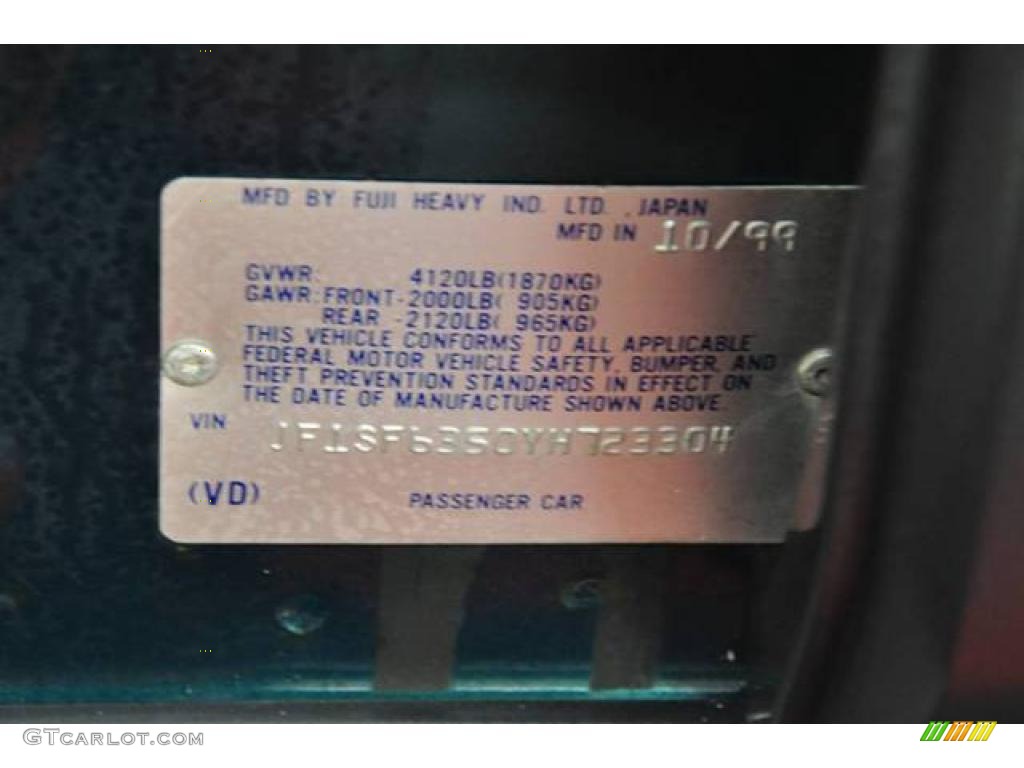 MFD BY FUJI HEAVY IND. LTD., JAPAN
MFD IN 10/99
GVWR: 4120LB(1870KG)
GAWR:FRONT-2000LB( 905KG)
REAR -2120LB( 965KG)
THIS VEHICLE CONFORMS TO ALL APPLICABLE
FEDERAL MOTOR VEHICLE SAFETY, BUMPER, AND
THEFT PREVENTION STANDARDS IN EFFECT ON
THE DATE OF MANUFACTURE SHOWN ABOVE.
VIN JF1SF6350YH723304
(VD) PASSENGER CAR
GTCARLOT.COM